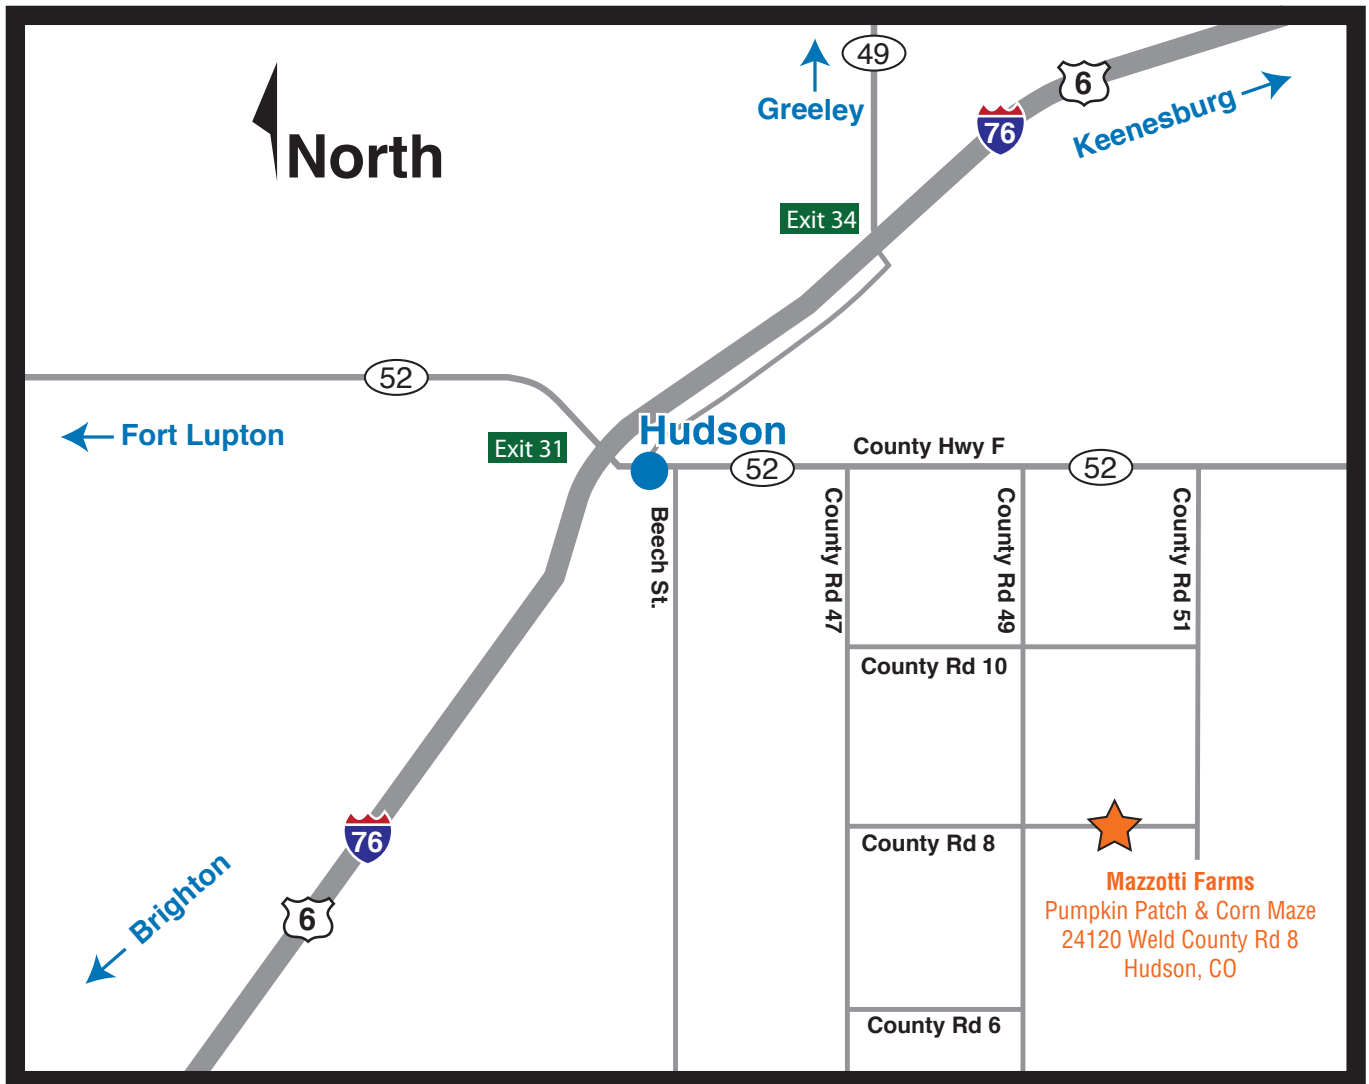 49
6
Greeley
76
Keenesburg
North
Exit 34
52
Fort Lupton
Hudson
Exit 31
County Hwy F
52
52
Beech St.
County Rd 47
County Rd 49
County Rd 51
County Rd 10
76
County Rd 8
Brighton
6
Mazzotti Farms
Pumpkin Patch & Corn Maze
24120 Weld County Rd 8
Hudson, CO
County Rd 6